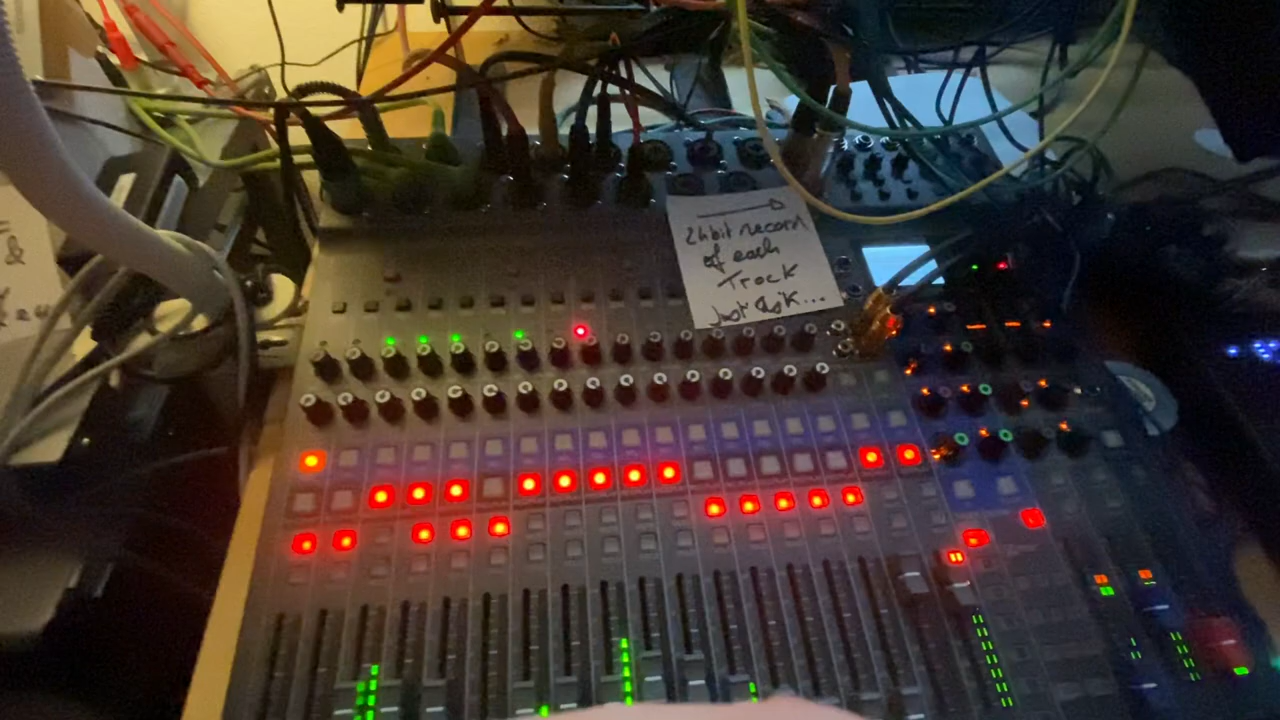 24bit record
of each
Track
just ask...
&